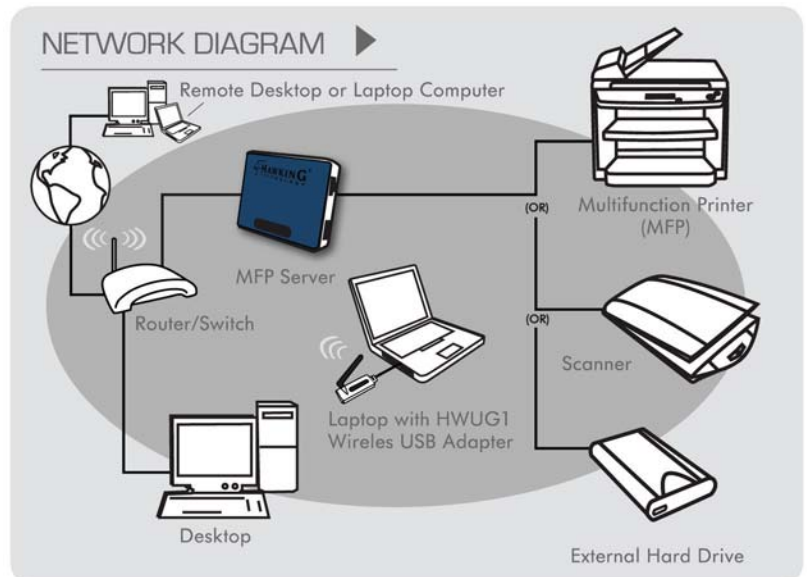 NETWORK DIAGRAM
Remote Desktop or Laptop Computer
HAWKING
MFP Server
(OR)
Multifunction Printer
(MFP)
Router/Switch
(OR)
Scanner
Laptop with HWUG1
Wireles USB Adapter
Desktop
External Hard Drive